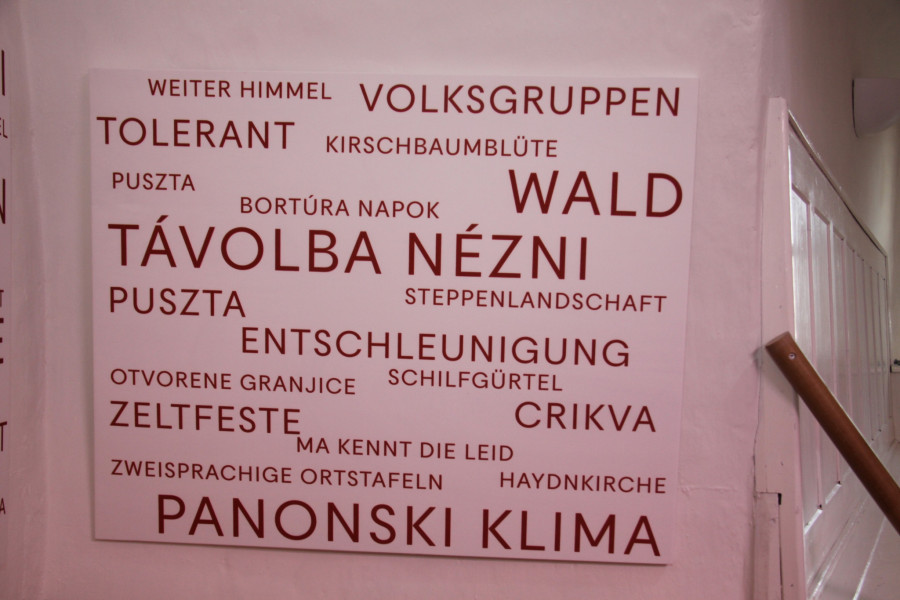 WEITER HIMMEL
VOLKSGRUPPEN
TOLERANT
KIRSCHBAUMBLÜTE
PUSZTA
WALD
BORTÚRA NAPOK
TÁVOLBA NÉZNI
PUSZTA
STEPPENLANDSCHAFT
ENTSCHLEUNIGUNG
OTVORENE GRANJICE
SCHILFGÜRTEL
ZELTFESTE
CRIKVA
MA KENNT DIE LEID
ZWEISPRACHIGE ORTSTAFELN
HAYDNKIRCHE
PANONSKI KLIMA